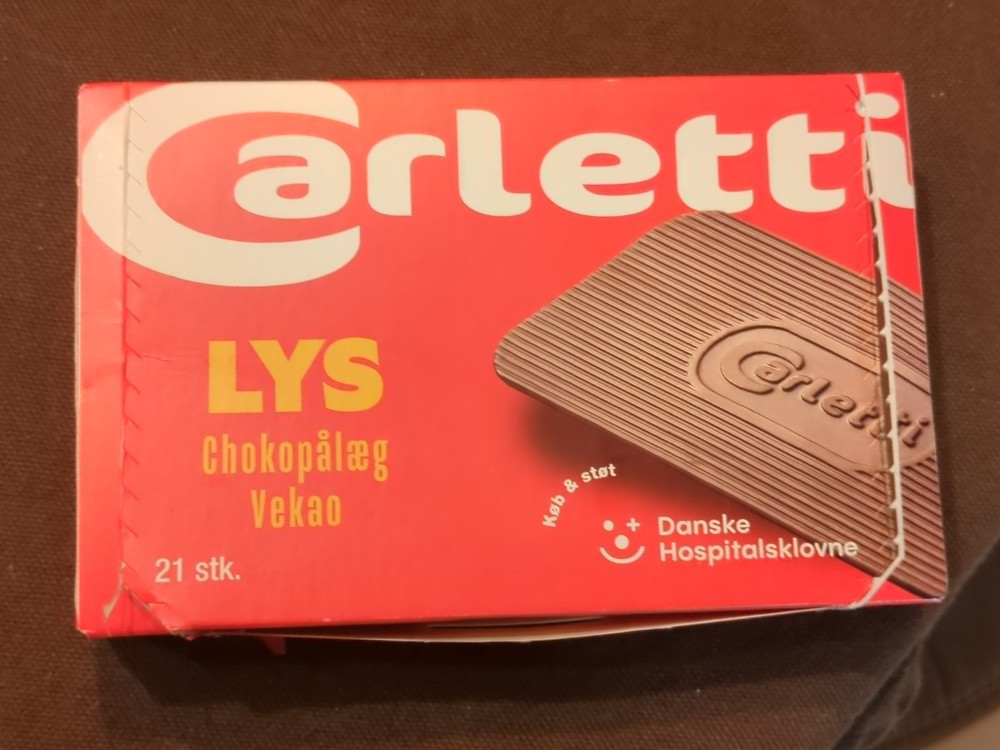 Carletti
LYS
Chokopålæg
Vekao
21 stk.
Carletti
Køb & støt
Danske
Hospitalsklovne